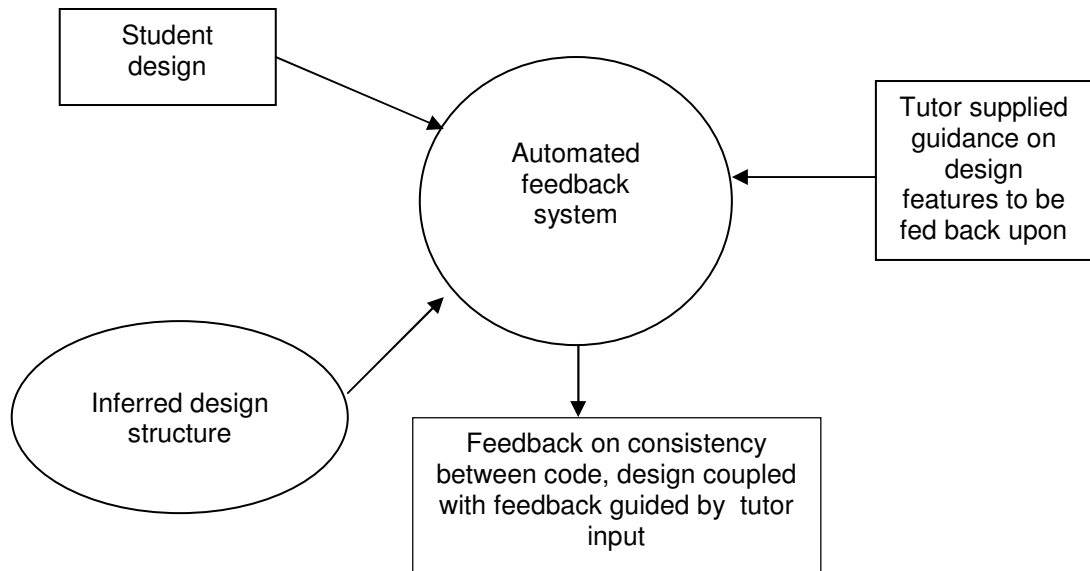 Student
design
Automated
feedback
system
Tutor supplied
guidance on
design
features to be
fed back upon
Inferred design
structure
Feedback on consistency
between code, design coupled
with feedback guided by tutor
input